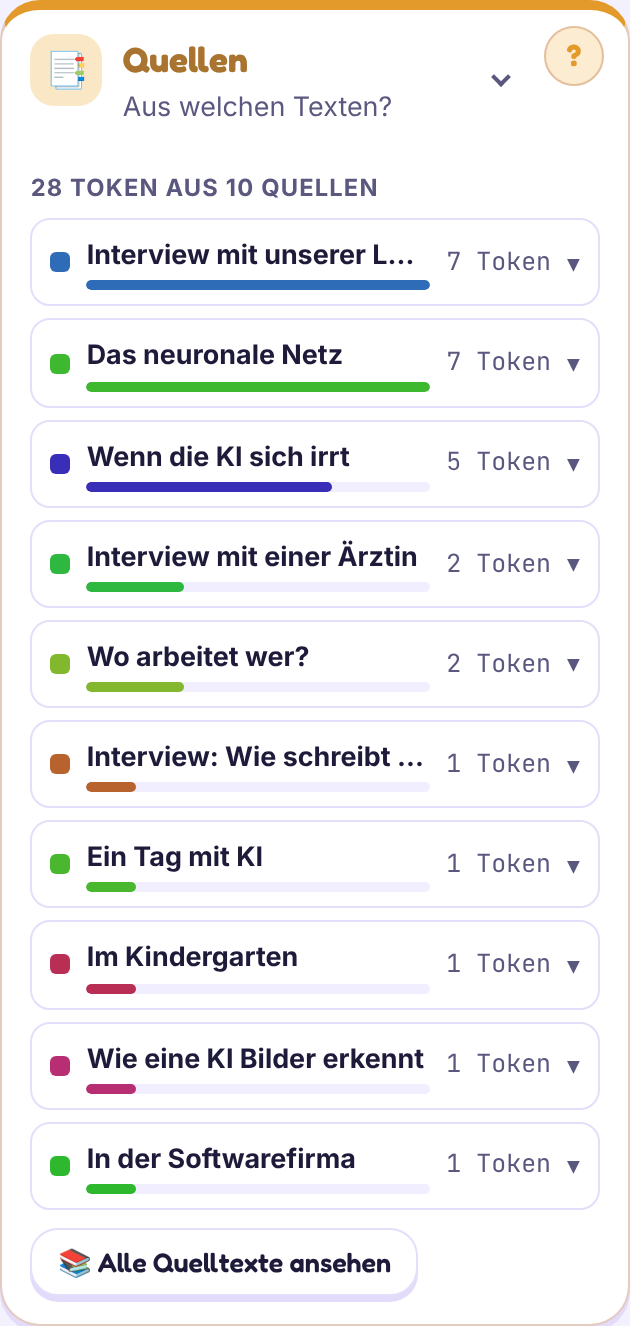 Quellen
?
Aus welchen Texten?
28 TOKEN AUS 10 QUELLEN
Interview mit unserer L... 7 Token ▼
Das neuronale Netz 7 Token ▼
Wenn die KI sich irrt 5 Token ▼
Interview mit einer Ärztin 2 Token ▼
Wo arbeitet wer? 2 Token ▼
Interview: Wie schreibt ... 1 Token ▼
Ein Tag mit KI 1 Token ▼
Im Kindergarten 1 Token ▼
Wie eine KI Bilder erkennt 1 Token ▼
In der Softwarefirma 1 Token ▼
Alle Quelltexte ansehen